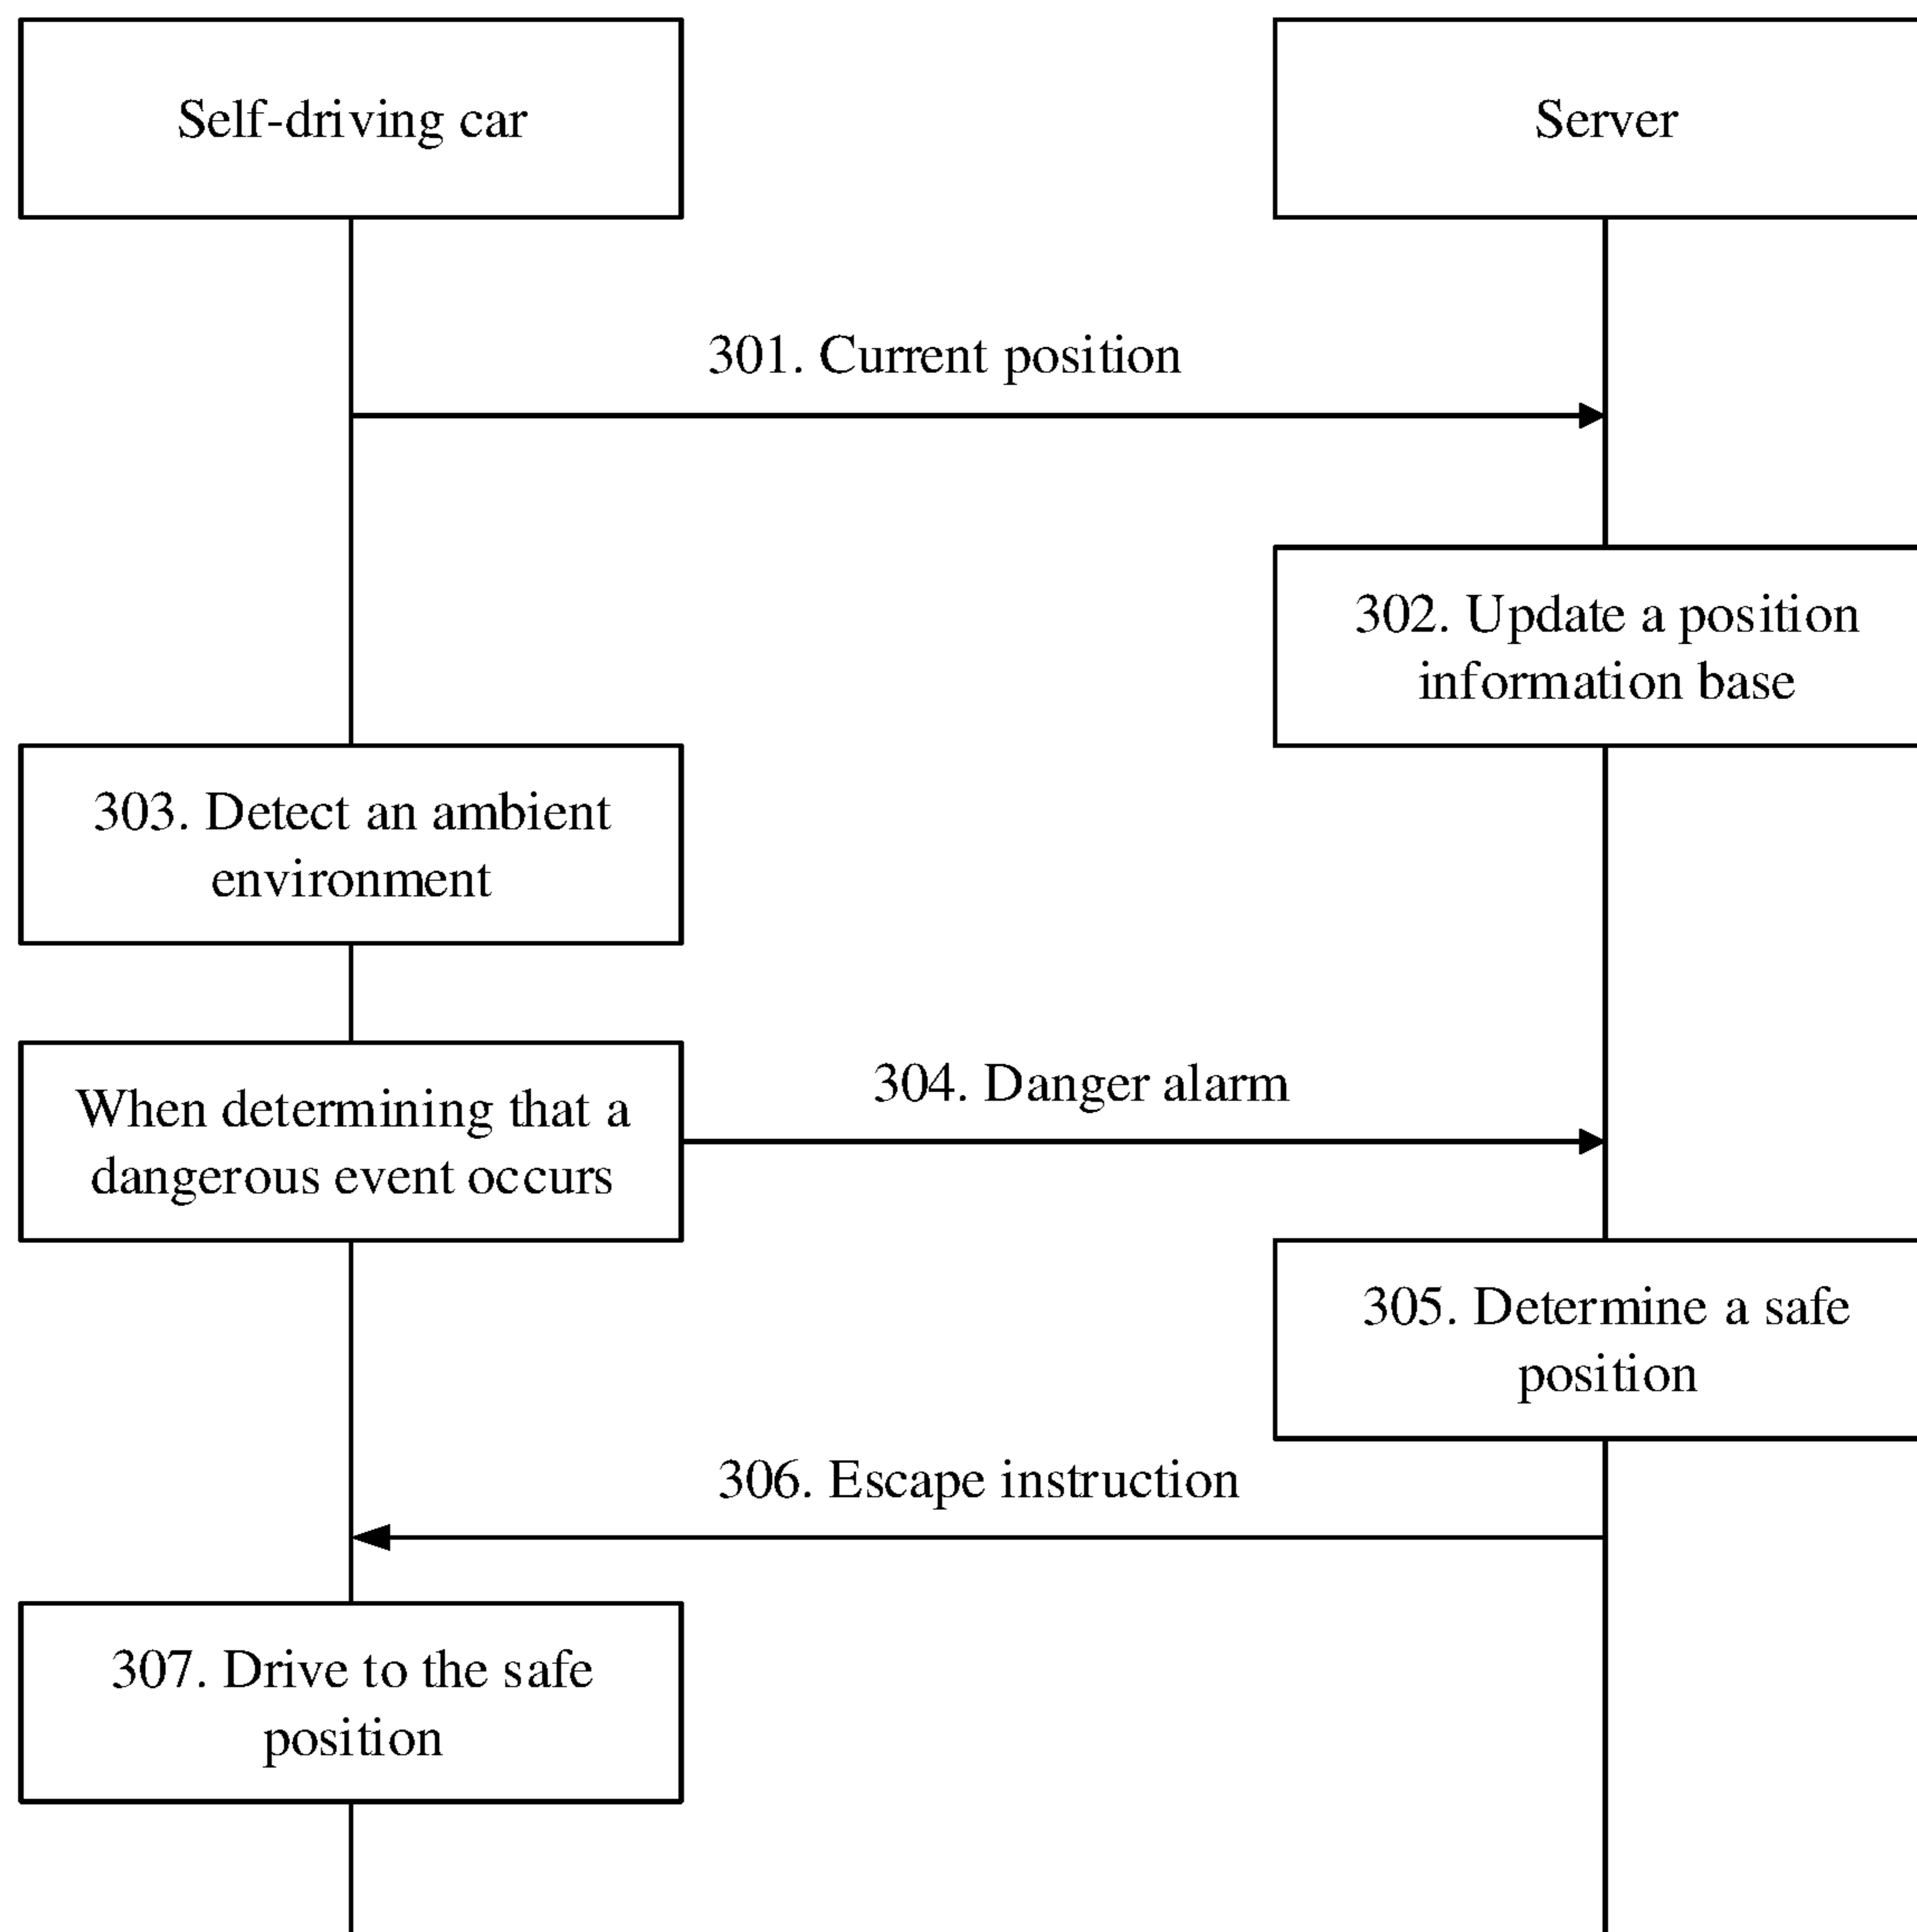 Self-driving car
Server
301. Current position
302. Update a position
information base
303. Detect an ambient
environment
When determining that a
dangerous event occurs
304. Danger alarm
305. Determine a safe
position
306. Escape instruction
307. Drive to the safe
position